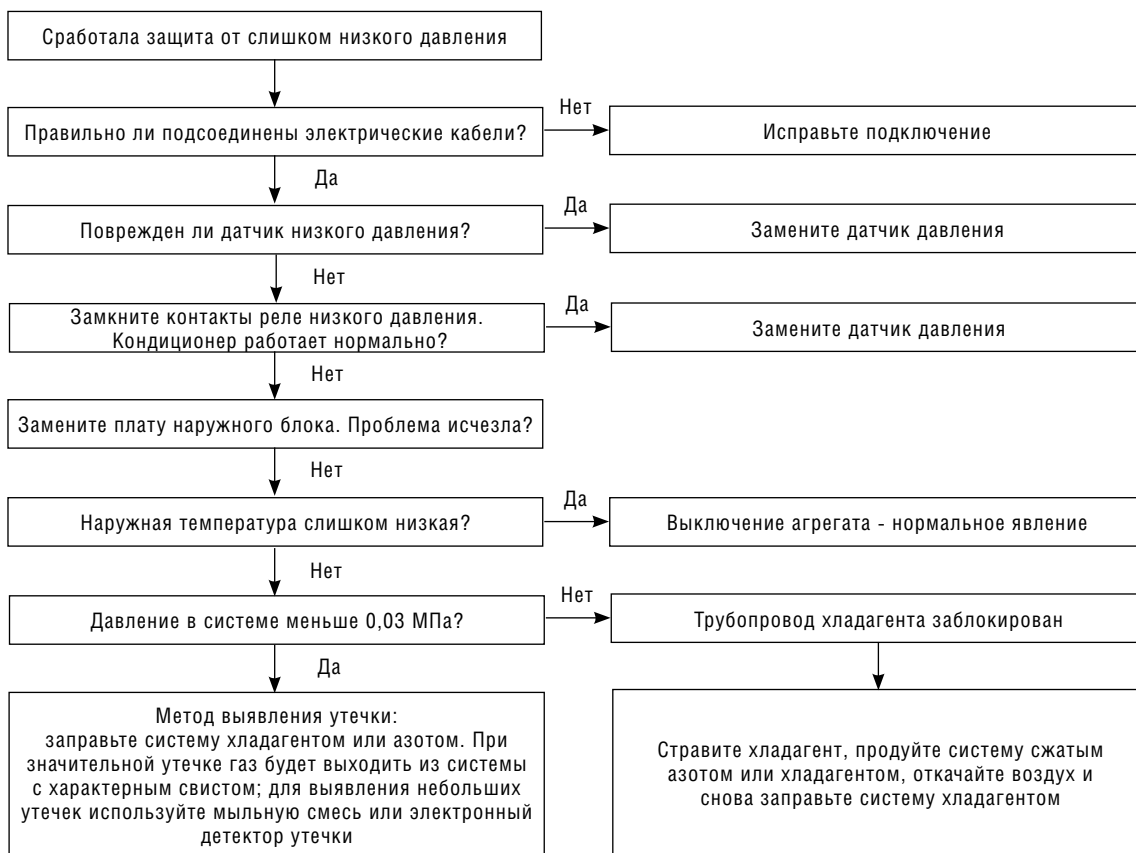 Сработала защита от слишком низкого давления
Правильно ли подсоединены электрические кабели?
Нет
Исправьте подключение
Да
Поврежден ли датчик низкого давления?
Да
Замените датчик давления
Нет
Замкните контакты реле низкого давления.
Кондиционер работает нормально?
Да
Замените датчик давления
Нет
Замените плату наружного блока. Проблема исчезла?
Нет
Наружная температура слишком низкая?
Да
Выключение агрегата - нормальное явление
Нет
Давление в системе меньше 0,03 МПа?
Нет
Трубопровод хладагента заблокирован
Да
Метод выявления утечки:
заправьте систему хладагентом или азотом. При
значительной утечке газ будет выходить из системы
с характерным свистом; для выявления небольших
утечек используйте мыльную смесь или электронный
детектор утечки
Стравите хладагент, продуйте систему сжатым
азотом или хладагентом, откачайте воздух и
снова заправьте систему хладагентом